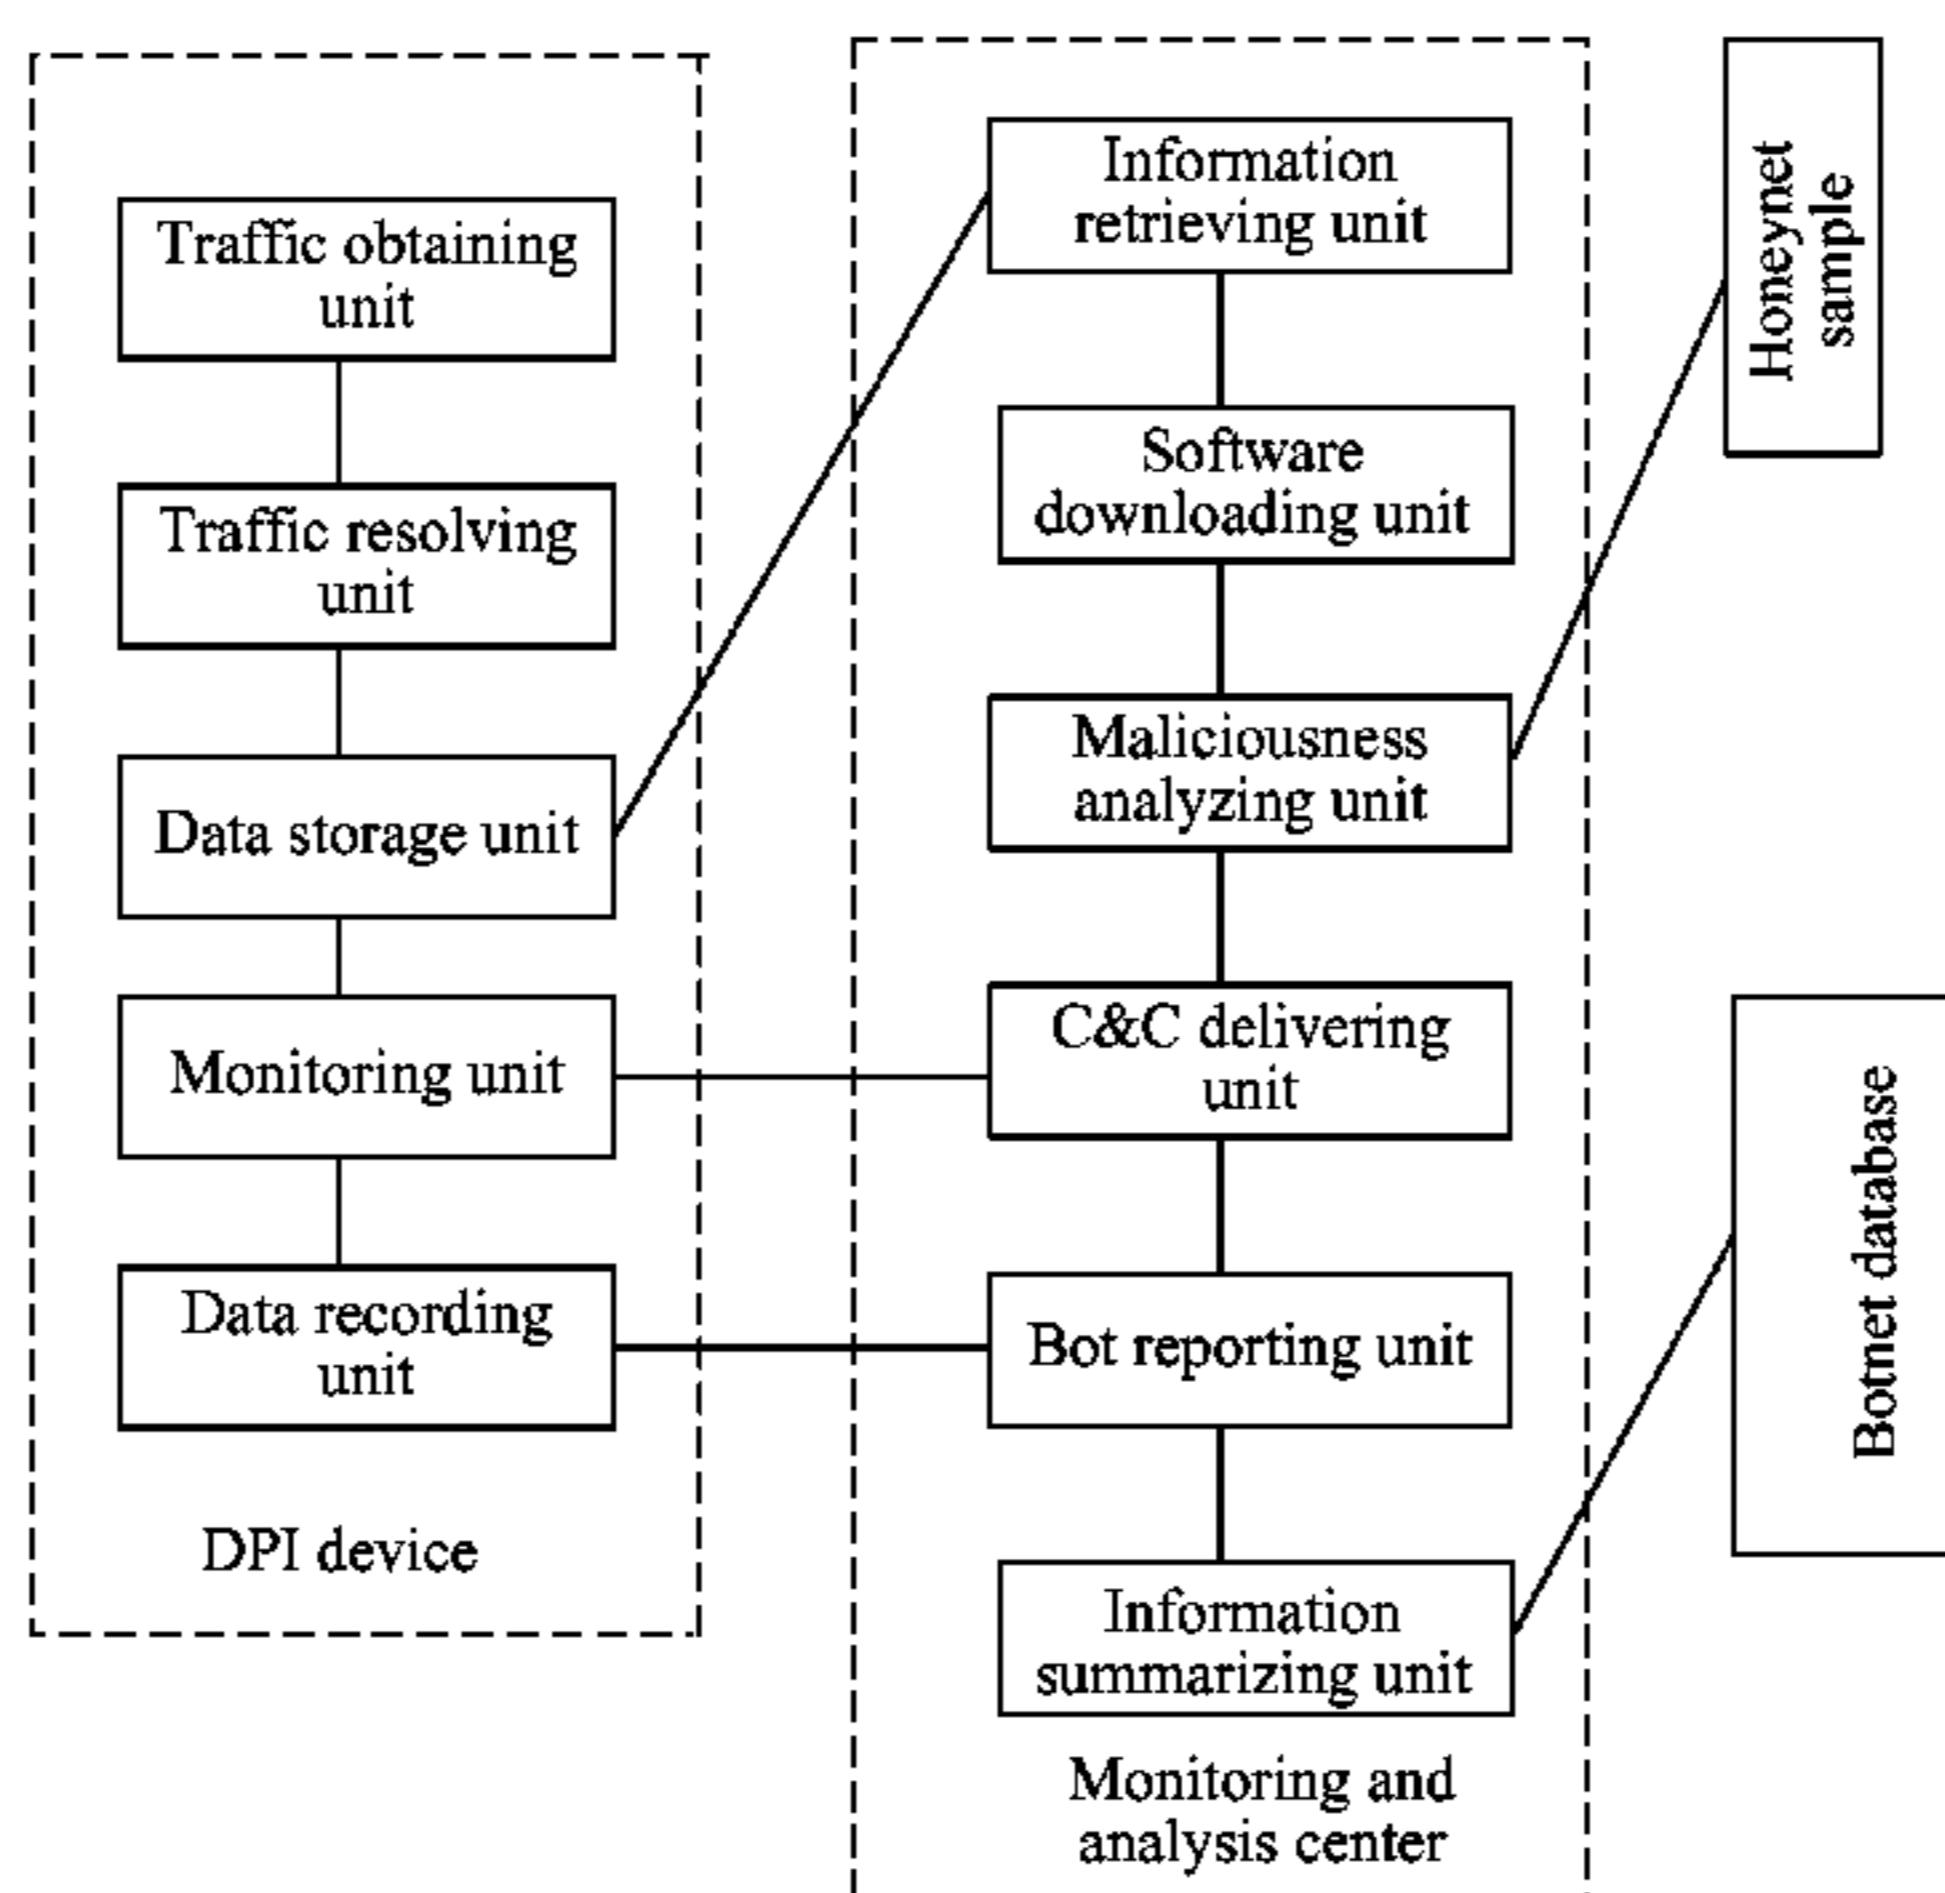 Traffic obtaining
unit
Traffic resolving
unit
Data storage unit
Monitoring unit
Data recording
unit
DPI device
Information
retrieving unit
Software
downloading unit
Maliciousness
analyzing unit
C&C delivering
unit
Bot reporting unit
Information
summarizing unit
Monitoring and
analysis center
Honeynet
sample
Botnet database